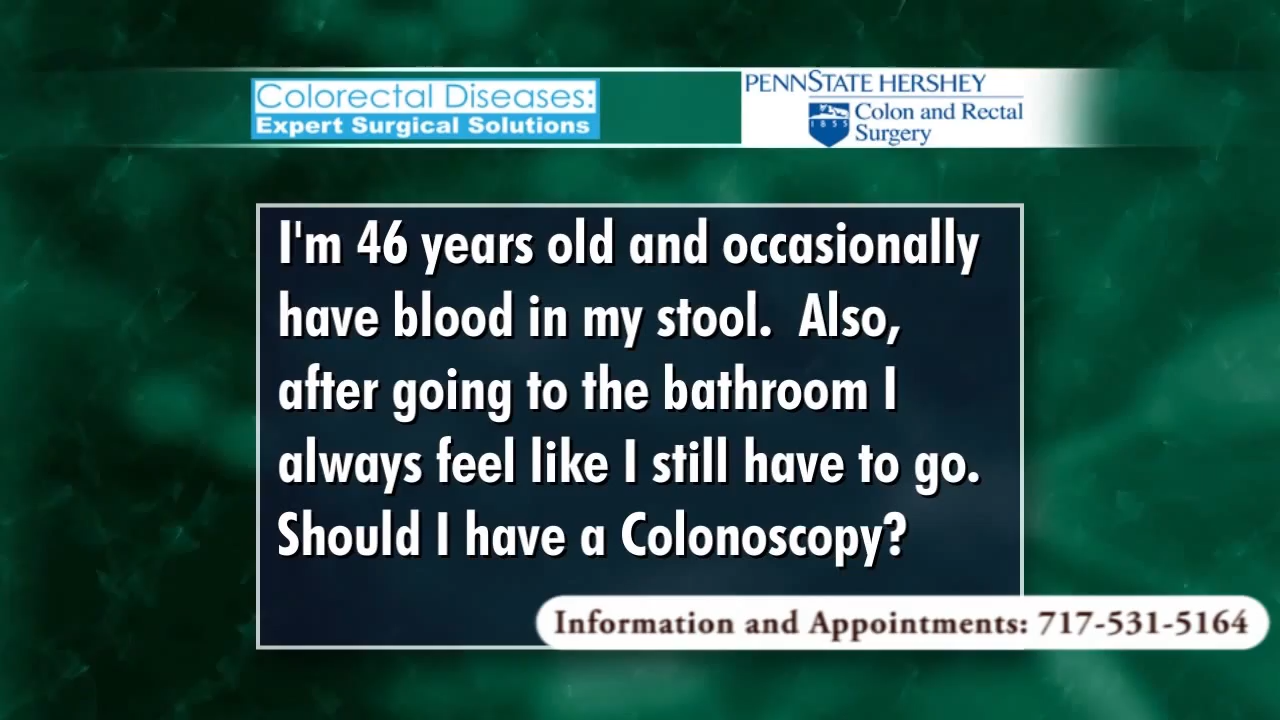 Colorectal Diseases:
Expert Surgical Solutions
PENNSTATE HERSHEY
1855
Colon and Rectal
Surgery
I'm 46 years old and occasionally
have blood in my stool.  Also,
after going to the bathroom I
always feel like I still have to go.
Should I have a Colonoscopy?
Information and Appointments: 717-531-5164